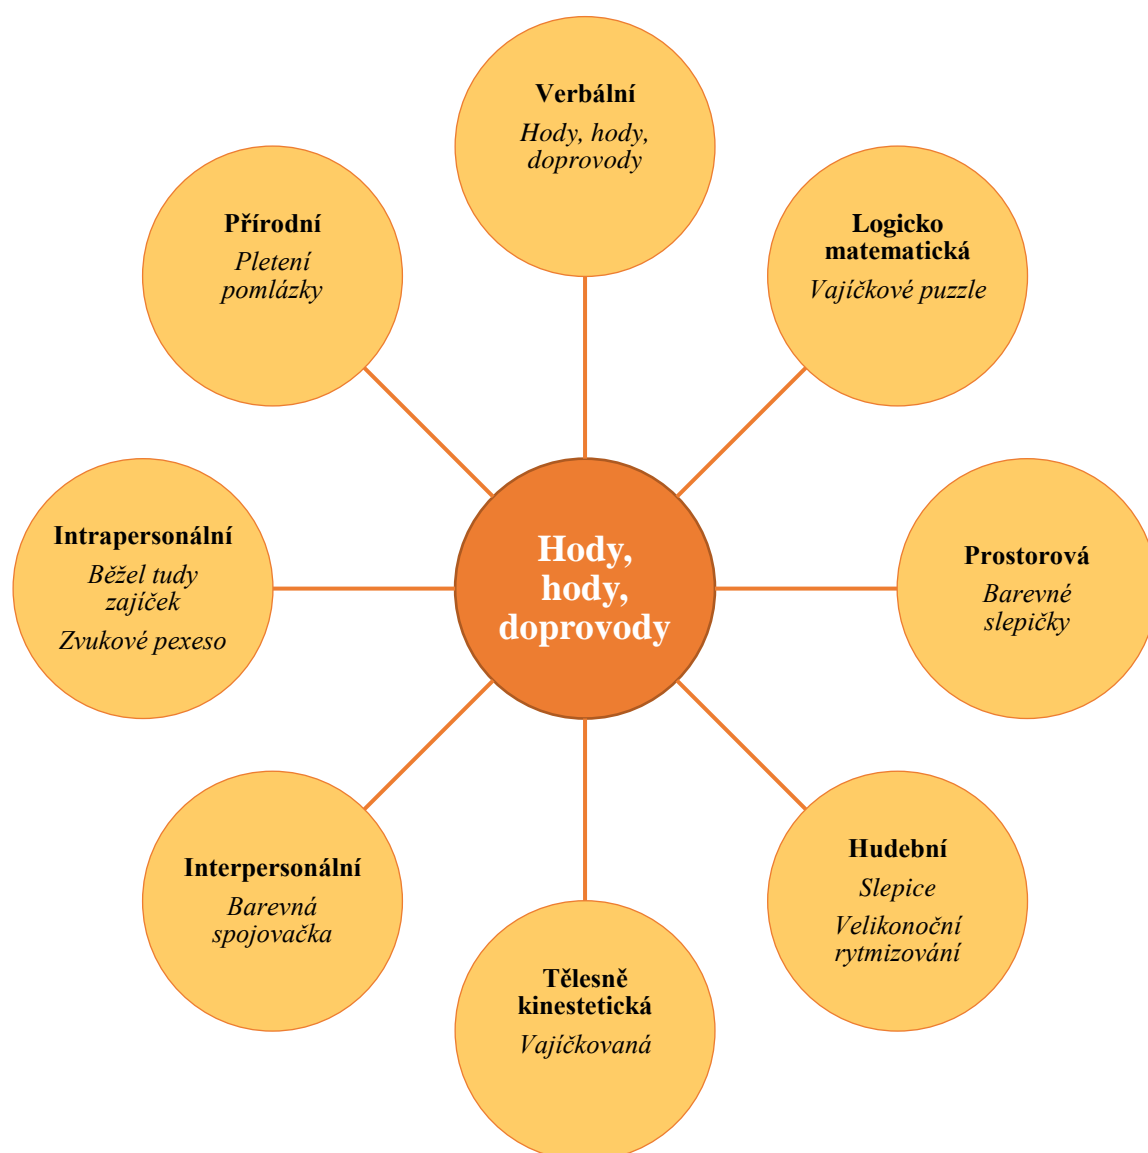 Verbální
Hody, hody,
doprovody
Přírodní
Pletení
pomlázky
Logicko
matematická
Vajíčkové puzzle
Intrapersonální
Běžel tudy
zajíček
Zvukové pexeso
Hody,
hody,
doprovody
Prostorová
Barevné
slepičky
Interpersonální
Barevná
spojovačka
Hudební
Slepice
Velikonoční
rytmizování
Tělesně
kinestetická
Vajíčkovaná